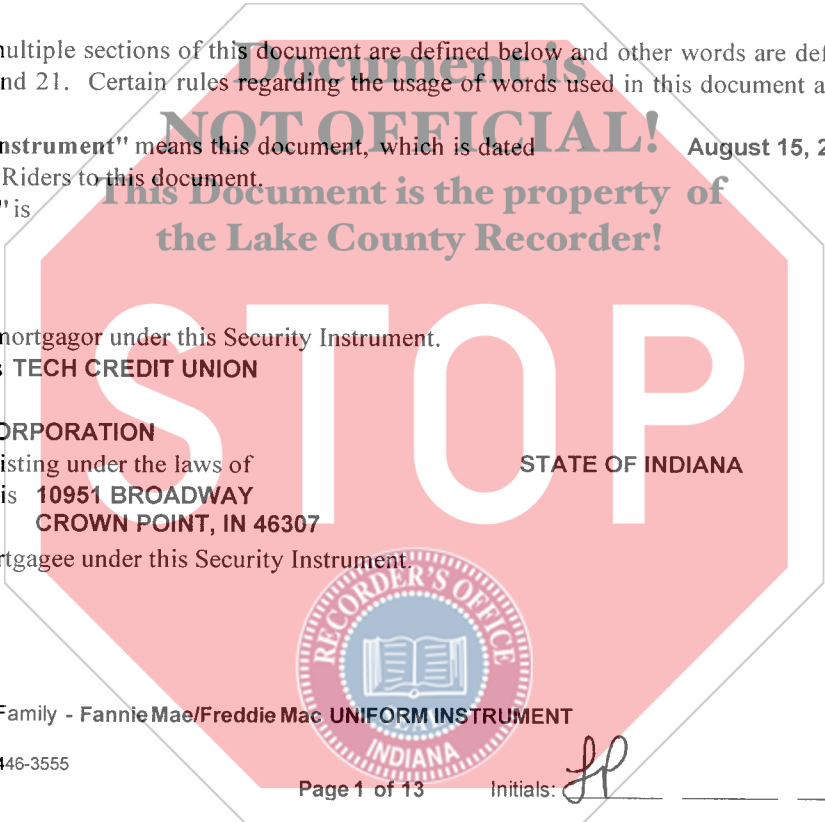 multiple sections of this document are defined below and other words are def
Document is
nd 21. Certain rules regarding the usage of words used in this document a
NOT OFFICIAL!
nstrument" means this document, which is dated August 15, 2
Riders to this document.
This Document is the property of
" is
the Lake County Recorder!
STOP
mortgagor under this Security Instrument.
s TECH CREDIT UNION
ORPORATION
isting under the laws of STATE OF INDIANA
is 10951 BROADWAY
CROWN POINT, IN 46307
rtgagee under this Security Instrument.
RECORDER'S OFFICE
SEAL
INDIANA
Family - Fannie Mae/Freddie Mac UNIFORM INSTRUMENT
446-3555
Page 1 of 13 Initials: LP